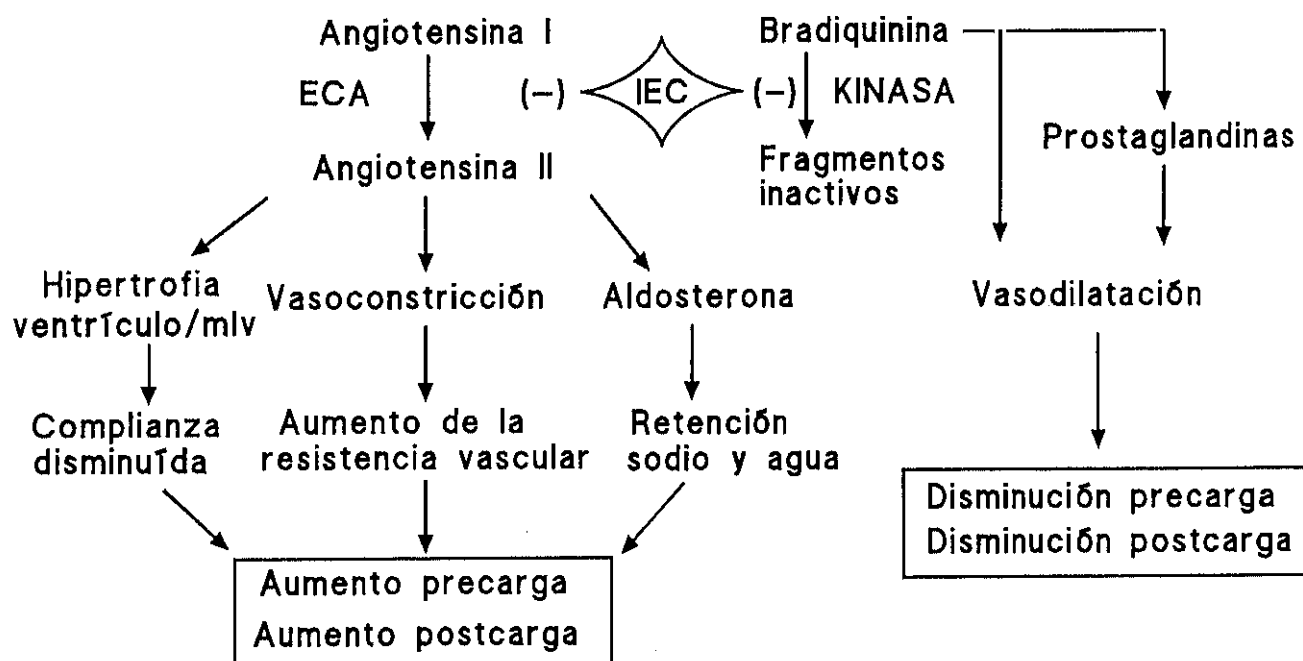 Angiotensina I
Bradiquinina
ECA
(−)
IEC
(−)
KINASA
Angiotensina II
Fragmentos
inactivos
Prostaglandinas
Hipertrofia
ventrículo/mlv
Vasoconstricción
Aldosterona
Vasodilatación
Complianza
disminuída
Aumento de la
resistencia vascular
Retención
sodio y agua
Disminución precarga
Disminución postcarga
Aumento precarga
Aumento postcarga